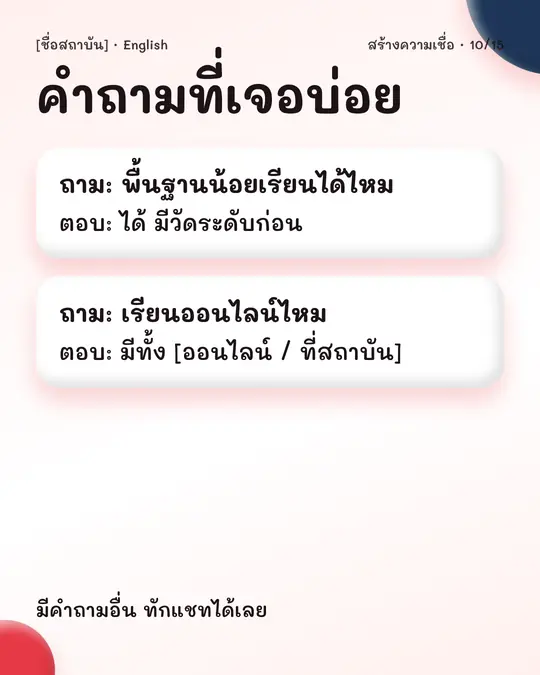 [ชื่อสถาบัน] · English
สร้างความเชื่อ · 10/15
คำถามที่เจอบ่อย
ถาม: พื้นฐานน้อยเรียนได้ไหม
ตอบ: ได้ มีวัดระดับก่อน
ถาม: เรียนออนไลน์ไหม
ตอบ: มีทั้ง [ออนไลน์ / ที่สถาบัน]
มีคำถามอื่น ทักแชทได้เลย